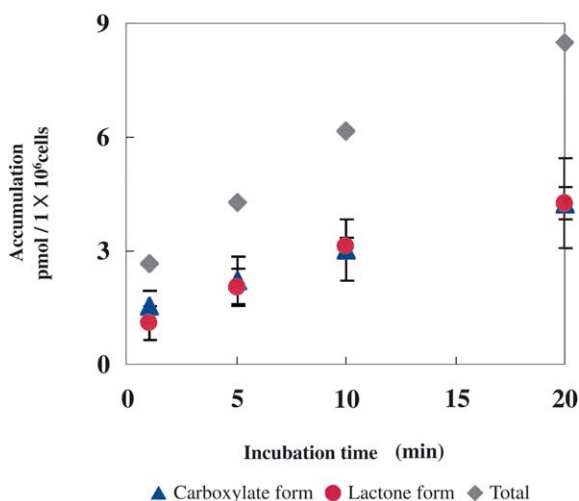 9
6
3
0
Accumulation
pmol / 1 X 10⁶cells
0 5 10 15 20
Incubation time (min)
Carboxylate form Lactone form Total